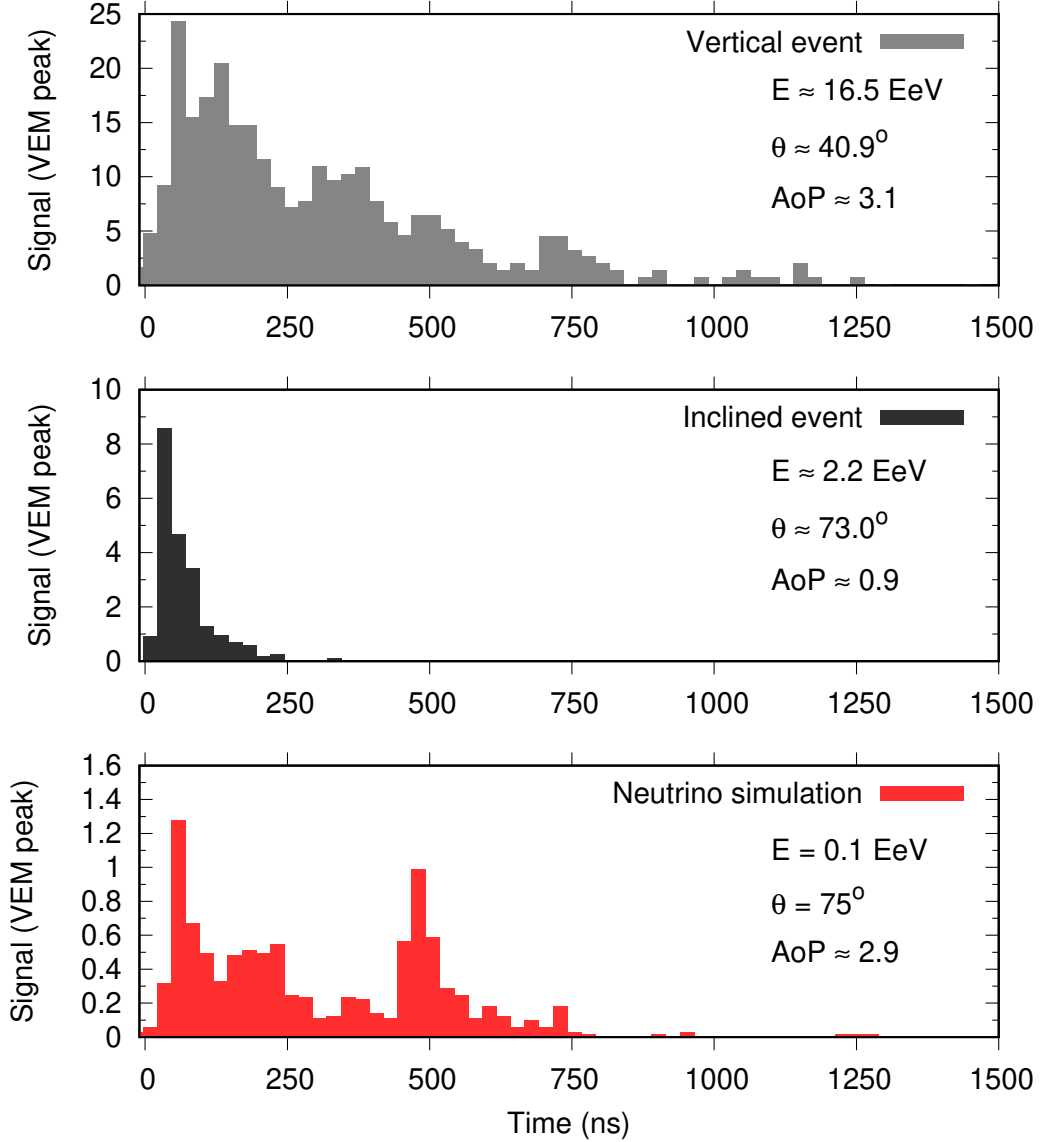 Signal (VEM peak)
25
20
15
10
5
0
Vertical event
E ≈ 16.5 EeV
θ ≈ 40.9°
AoP ≈ 3.1
0 250 500 750 1000 1250 1500
Signal (VEM peak)
10
8
6
4
2
0
Inclined event
E ≈ 2.2 EeV
θ ≈ 73.0°
AoP ≈ 0.9
0 250 500 750 1000 1250 1500
Signal (VEM peak)
1.6
1.4
1.2
1
0.8
0.6
0.4
0.2
0
Neutrino simulation
E = 0.1 EeV
θ = 75°
AoP ≈ 2.9
0 250 500 750 1000 1250 1500
Time (ns)